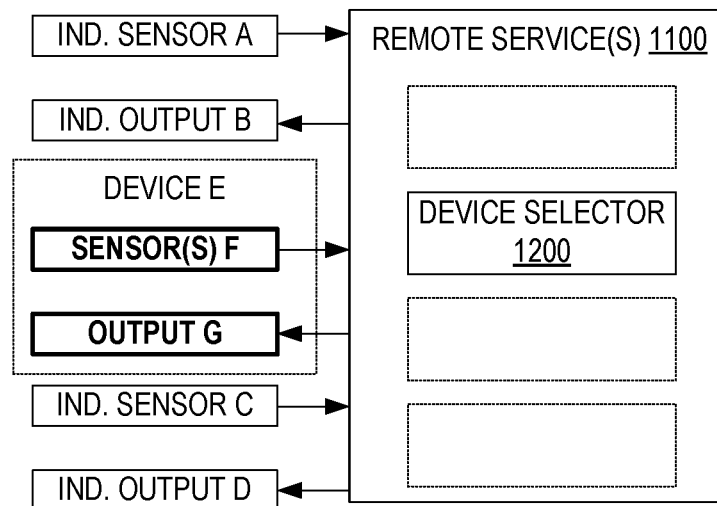 IND. SENSOR A
REMOTE SERVICE(S) 1100
IND. OUTPUT B
DEVICE E
SENSOR(S) F
DEVICE SELECTOR
1200
OUTPUT G
IND. SENSOR C
IND. OUTPUT D